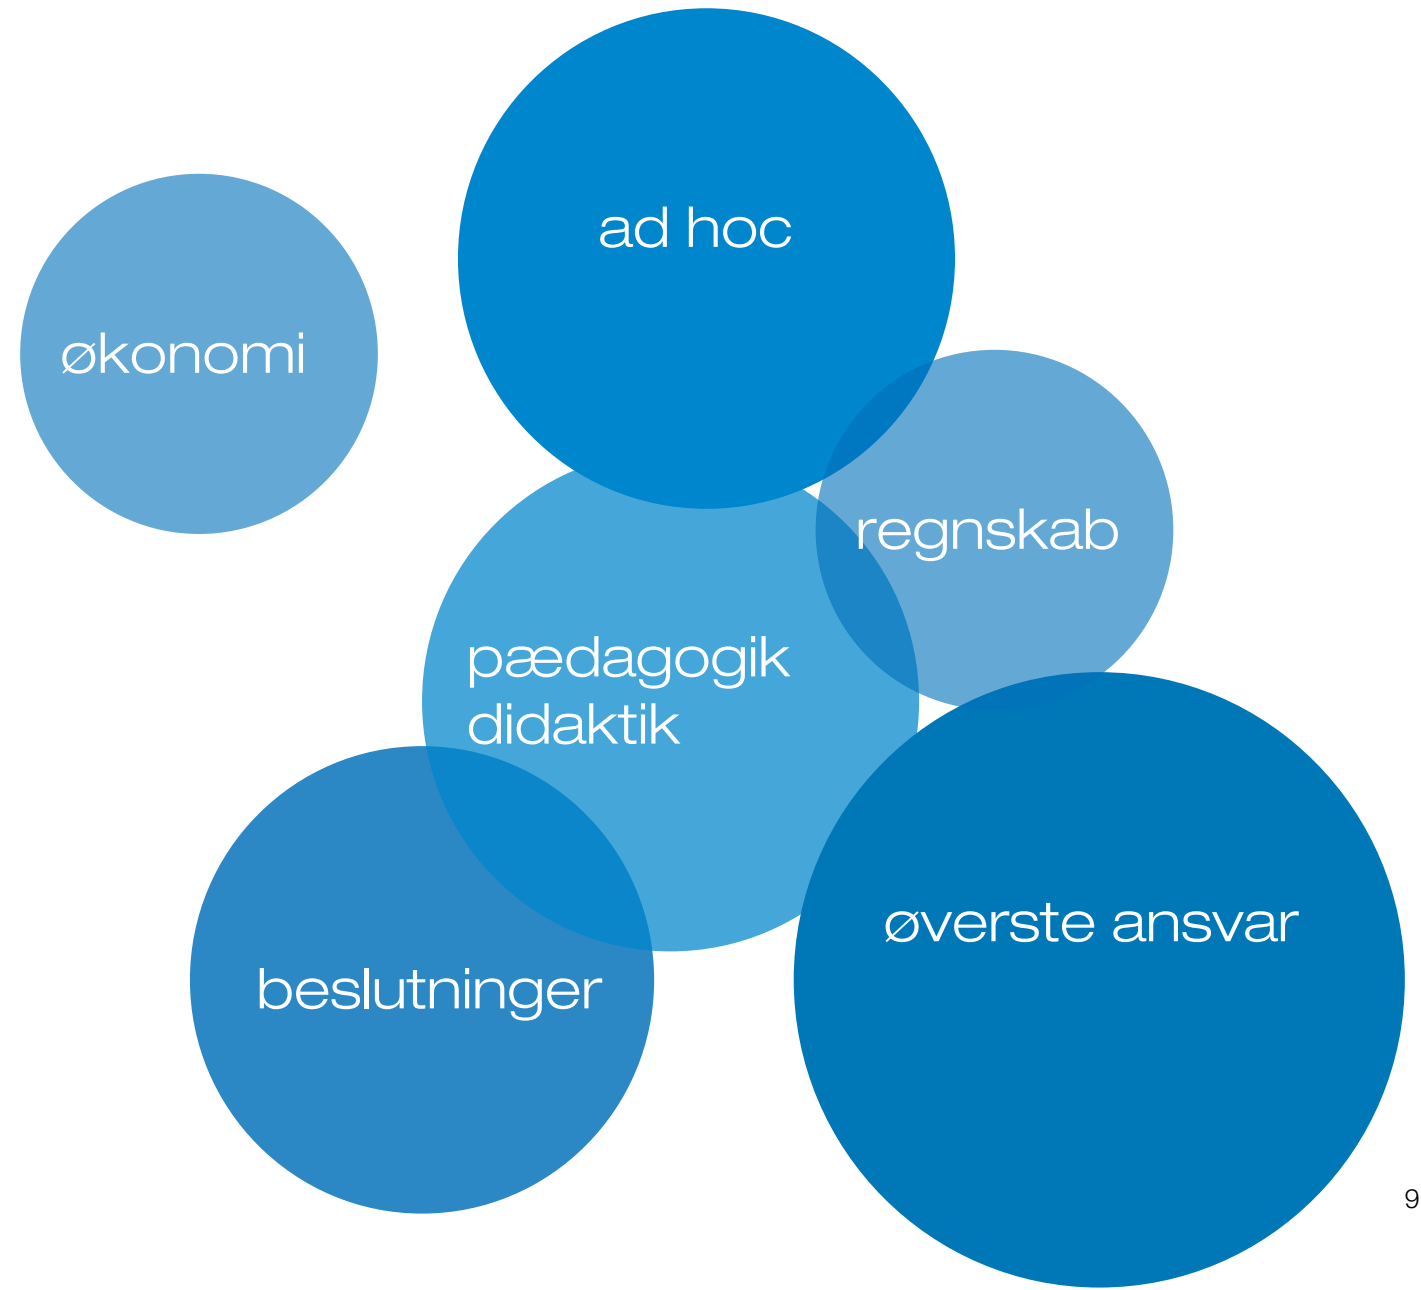 ad hoc
økonomi
regnskab
pædagogik
didaktik
øverste ansvar
beslutninger
9